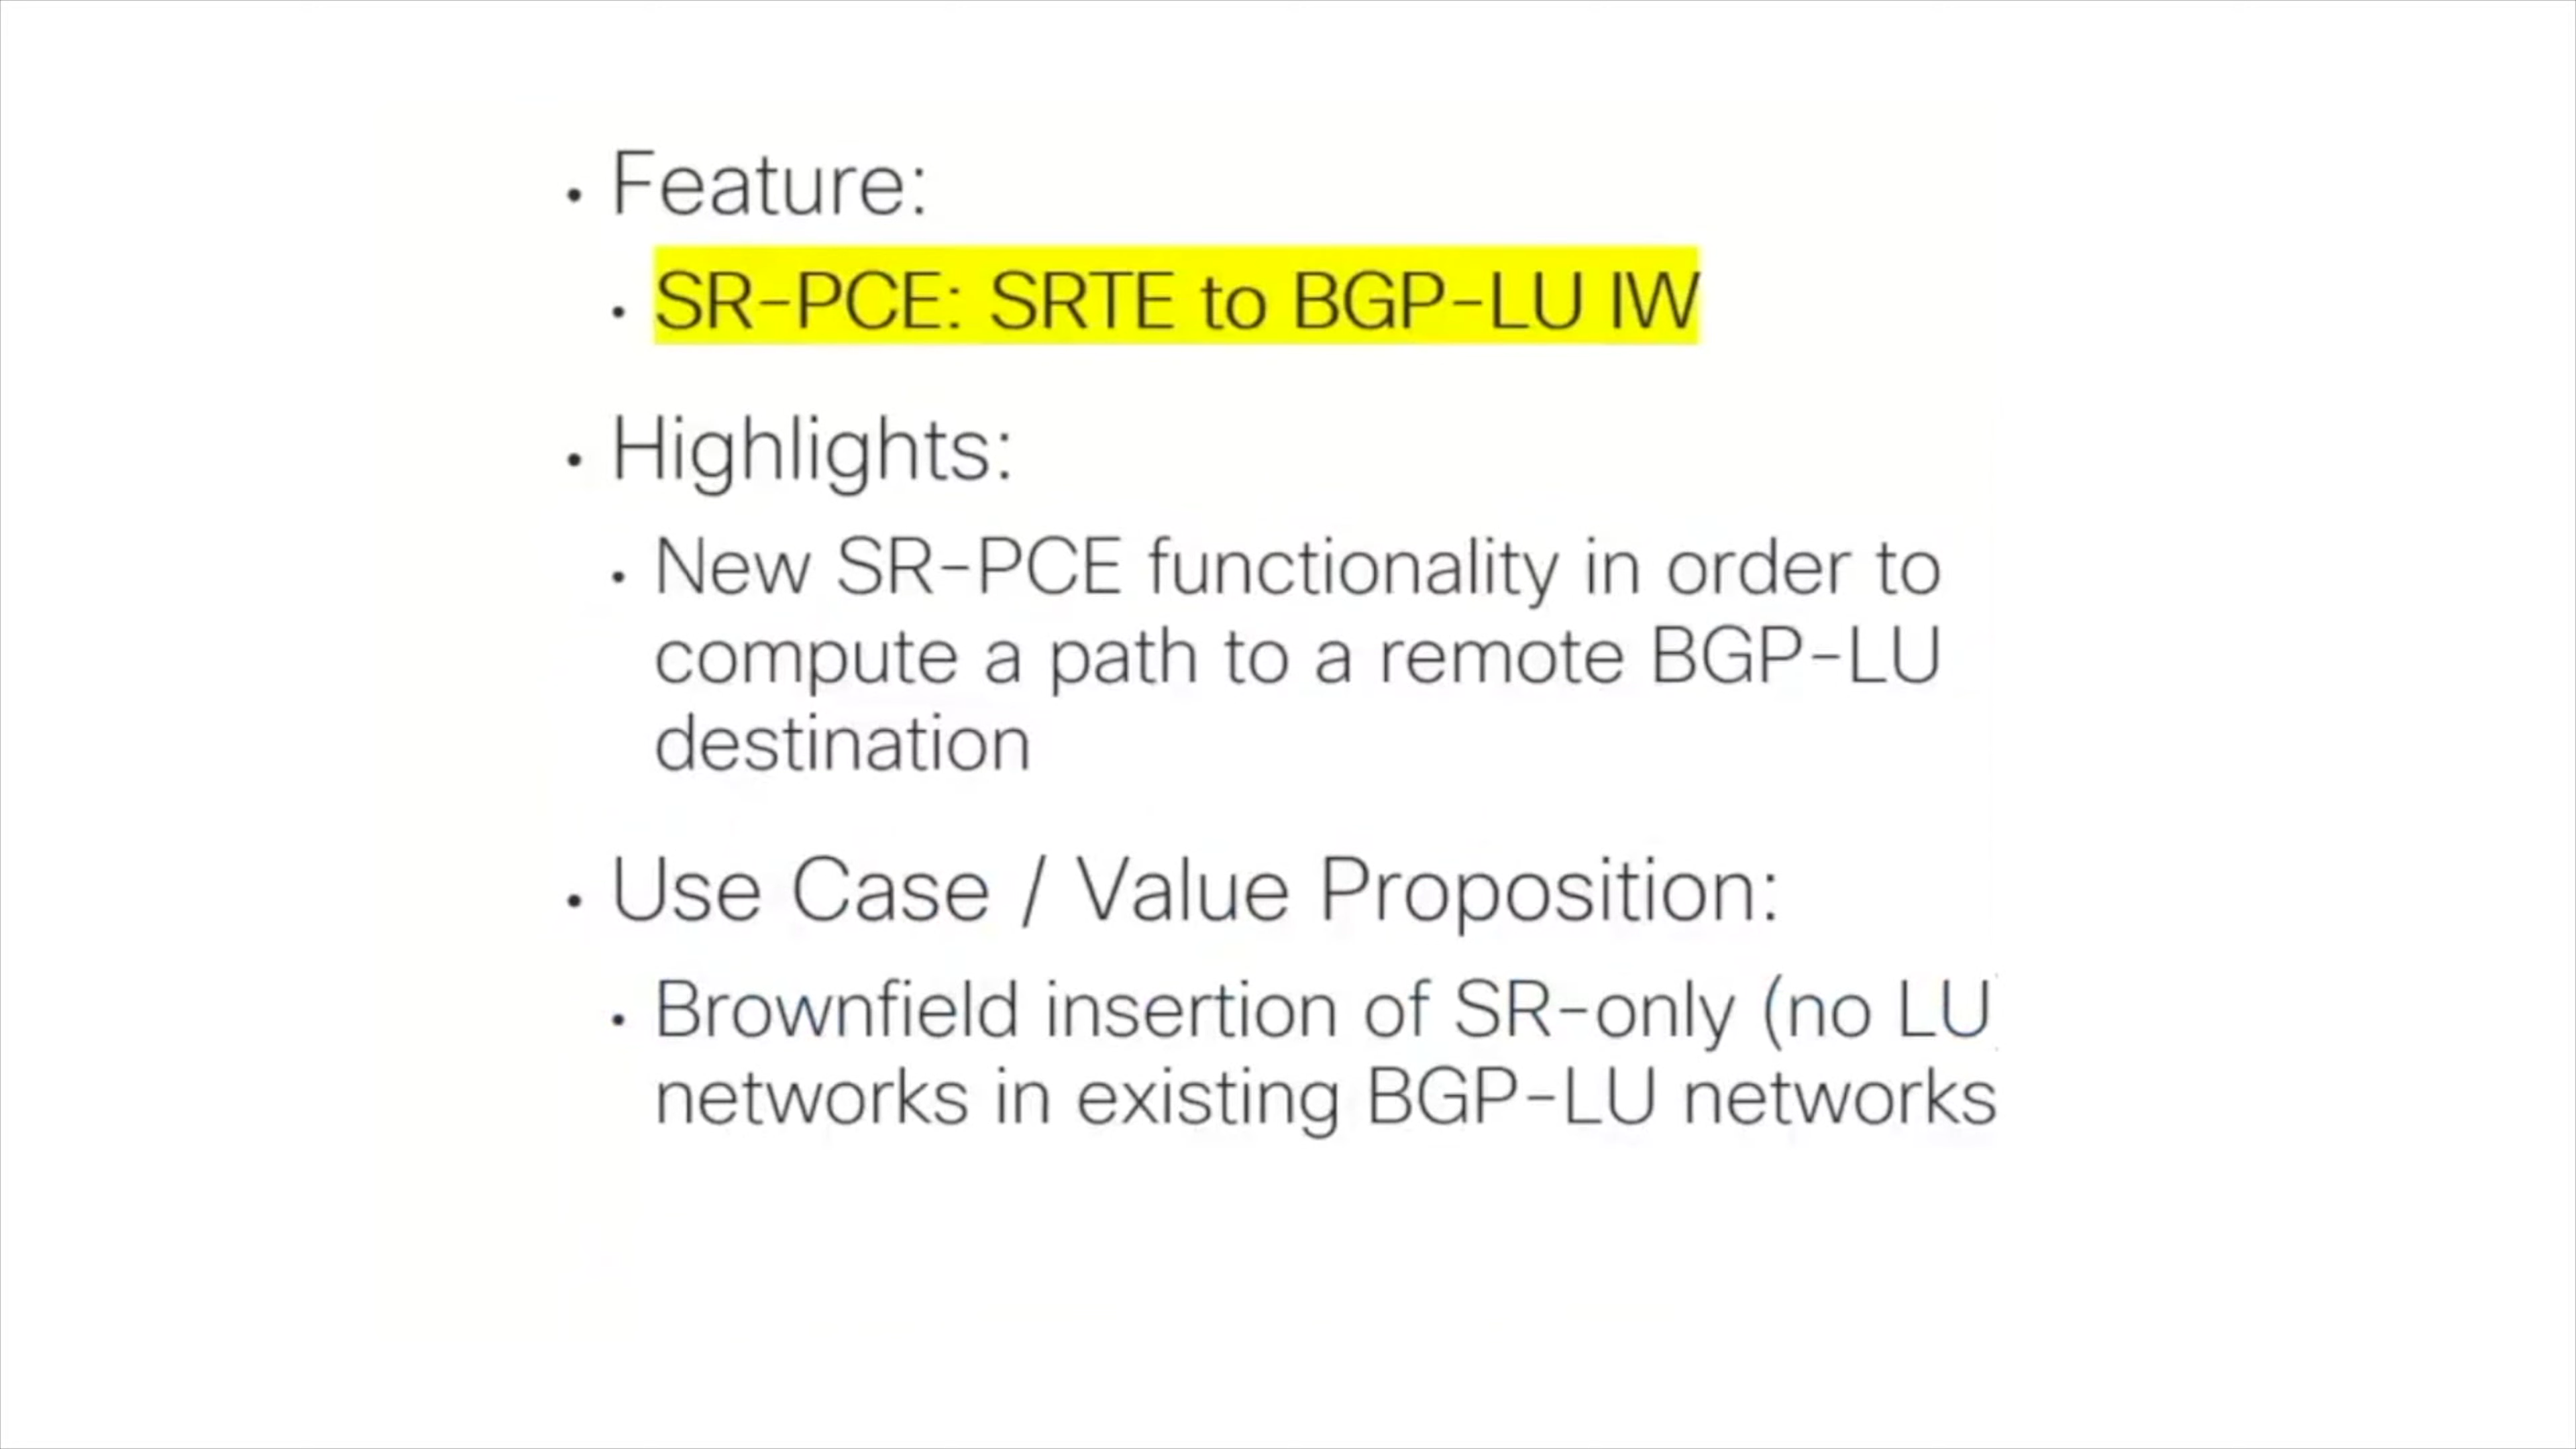 • Feature:
• SR-PCE: SRTE to BGP-LU IW
• Highlights:
• New SR-PCE functionality in order to
compute a path to a remote BGP-LU
destination
• Use Case / Value Proposition:
• Brownfield insertion of SR-only (no LU
networks in existing BGP-LU networks